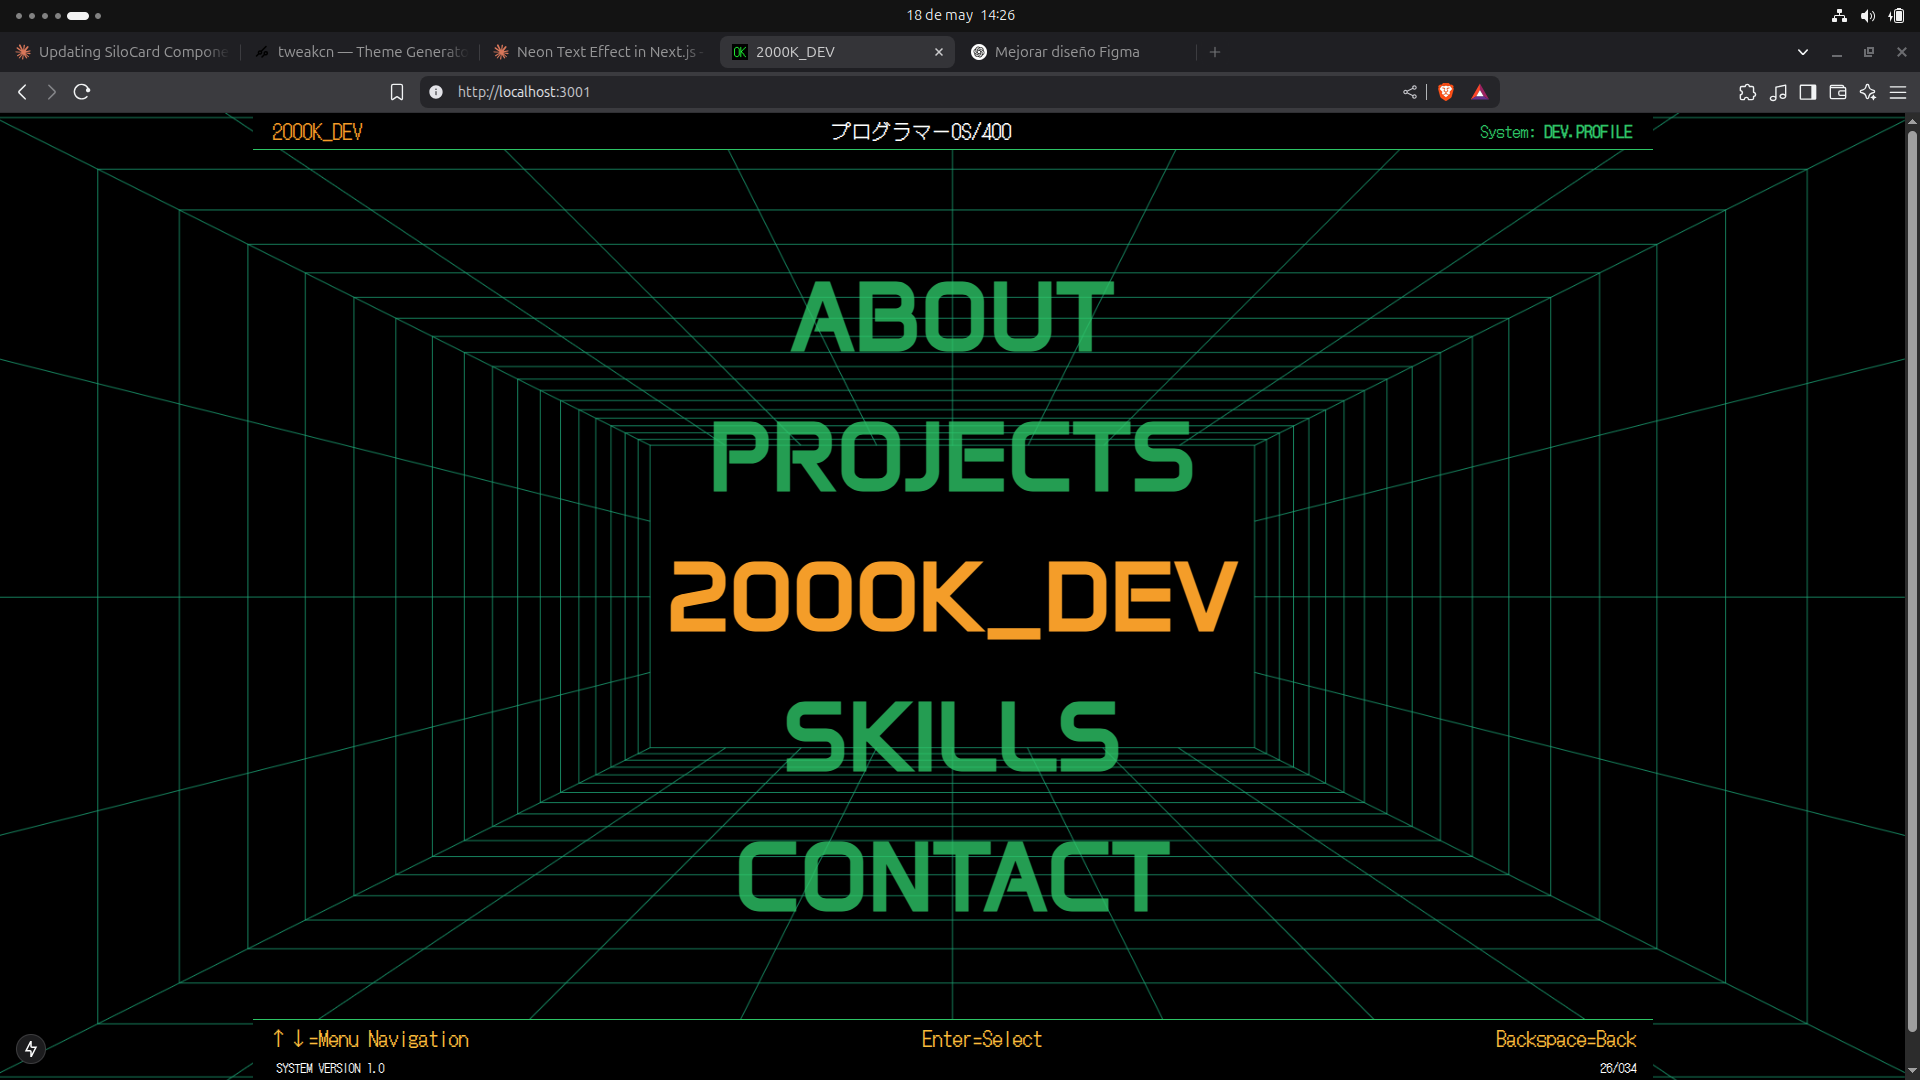 18 de may 14:26
Updating SiloCard Compone
tweakcn — Theme Generato
Neon Text Effect in Next.js -
OK 2000K_DEV
Mejorar diseño Figma
http://localhost:3001
2000K_DEV
プログラマーOS/400
System: DEV.PROFILE
ABOUT
PROJECTS
2000K_DEV
SKILLS
CONTACT
↑↓=Menu Navigation
Enter=Select
Backspace=Back
SYSTEM VERSION 1.0
26/034